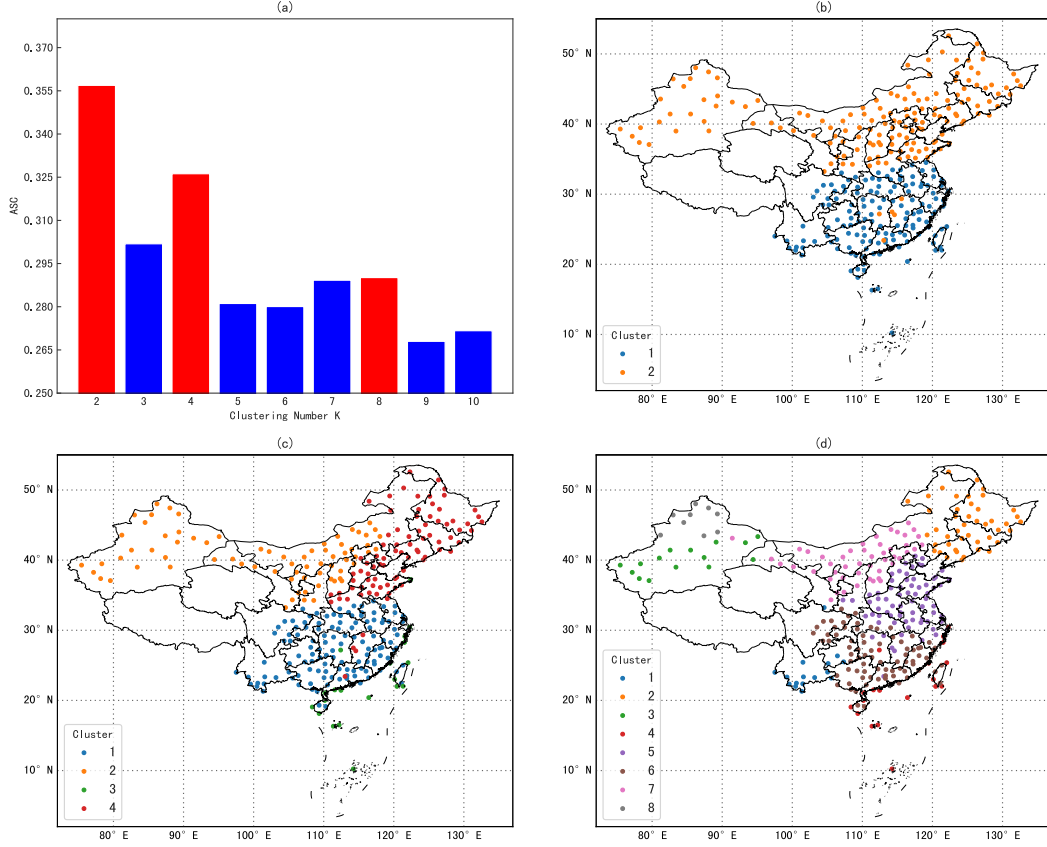 (a)
0.370
0.355
0.340
0.325
0.310
0.295
0.280
0.265
0.250
ASC
2 3 4 5 6 7 8 9 10
Clustering Number K
(b)
50° N
40° N
30° N
20° N
10° N
Cluster
1
2
80° E 90° E 100° E 110° E 120° E 130° E
(c)
50° N
40° N
30° N
20° N
10° N
Cluster
1
2
3
4
80° E 90° E 100° E 110° E 120° E 130° E
(d)
50° N
40° N
30° N
20° N
10° N
Cluster
1
2
3
4
5
6
7
8
80° E 90° E 100° E 110° E 120° E 130° E